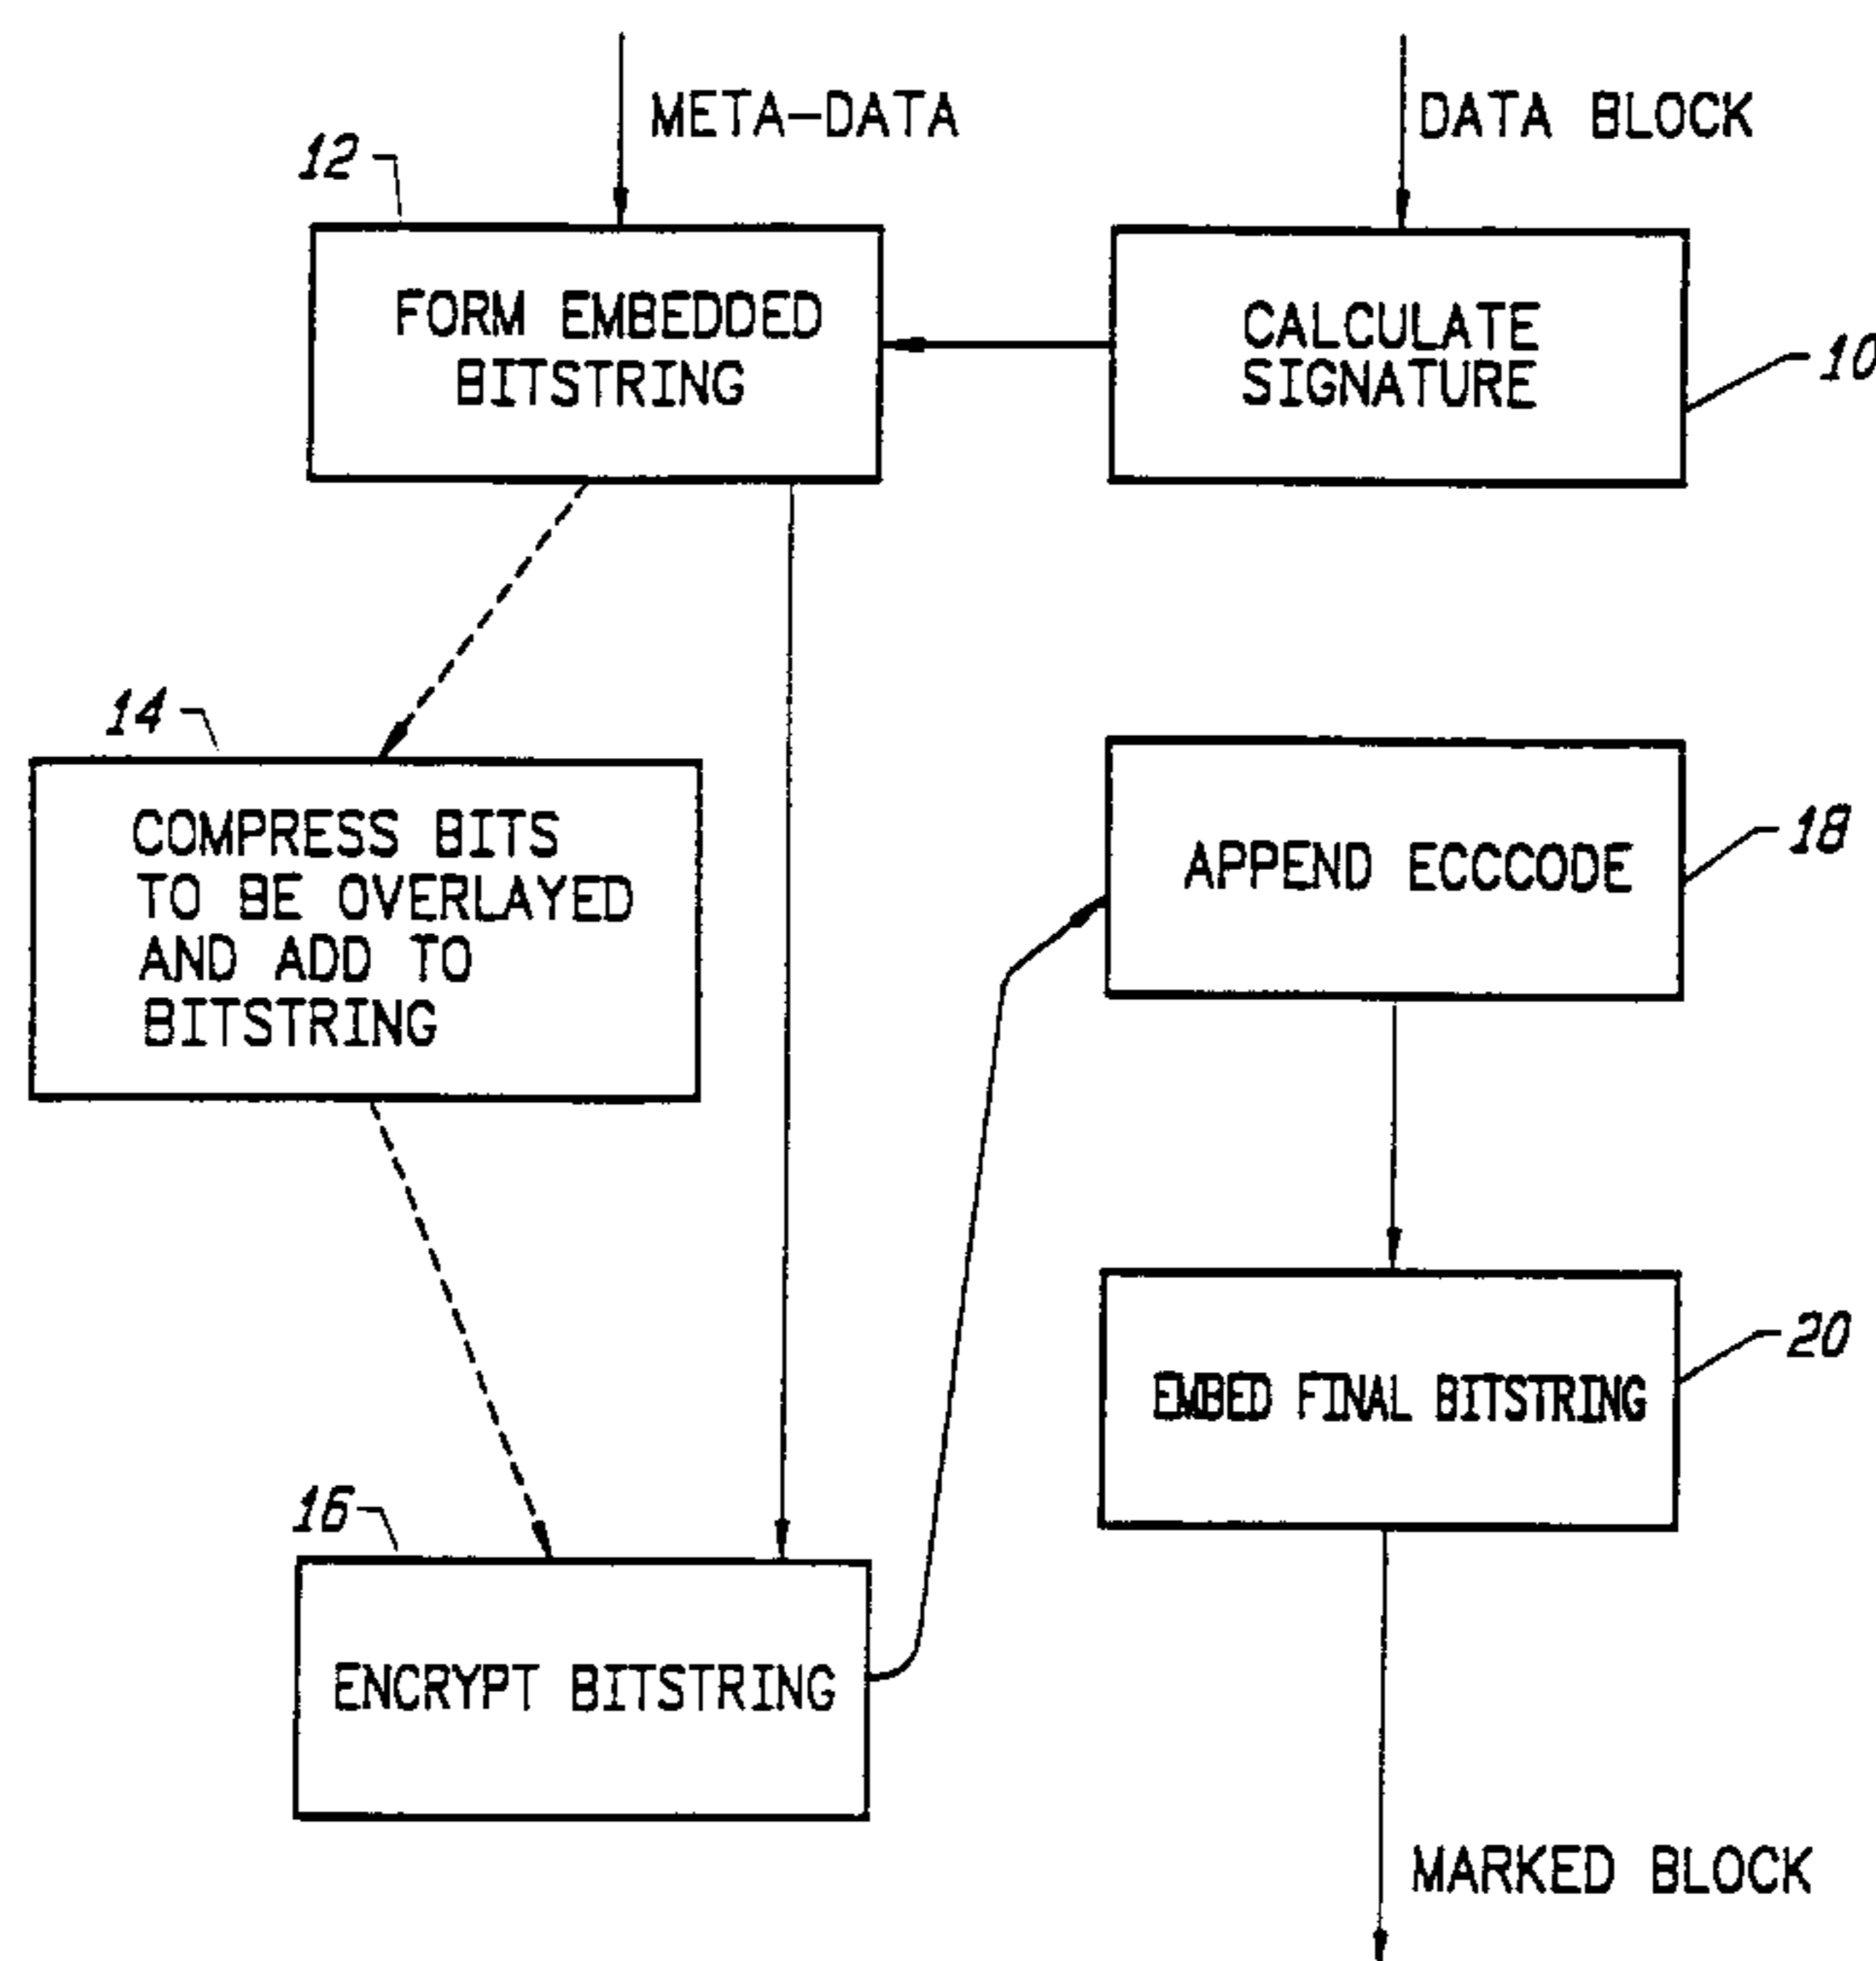 META-DATA
DATA BLOCK
12
FORM EMBEDDED
BITSTRING
CALCULATE
SIGNATURE
10
14
COMPRESS BITS
TO BE OVERLAYED
AND ADD TO
BITSTRING
APPEND ECCCODE
18
EMBED FINAL BITSTRING
20
16
ENCRYPT BITSTRING
MARKED BLOCK